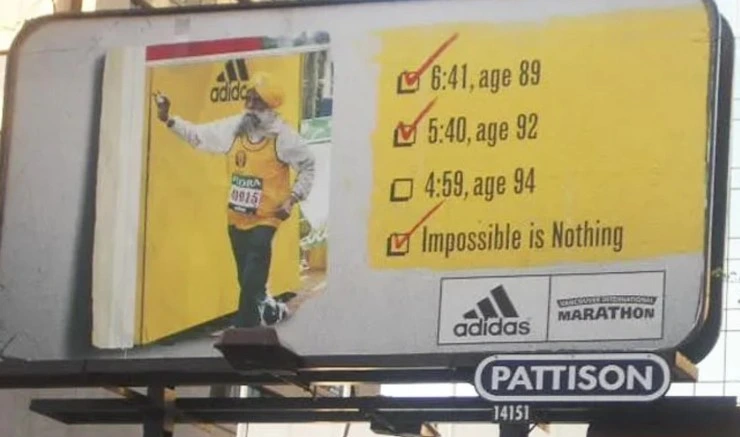 adidas
FLORA
0915
6:41, age 89
5:40, age 92
4:59, age 94
Impossible is Nothing
adidas
VANCOUVER INTERNATIONAL
MARATHON
PATTISON
14151